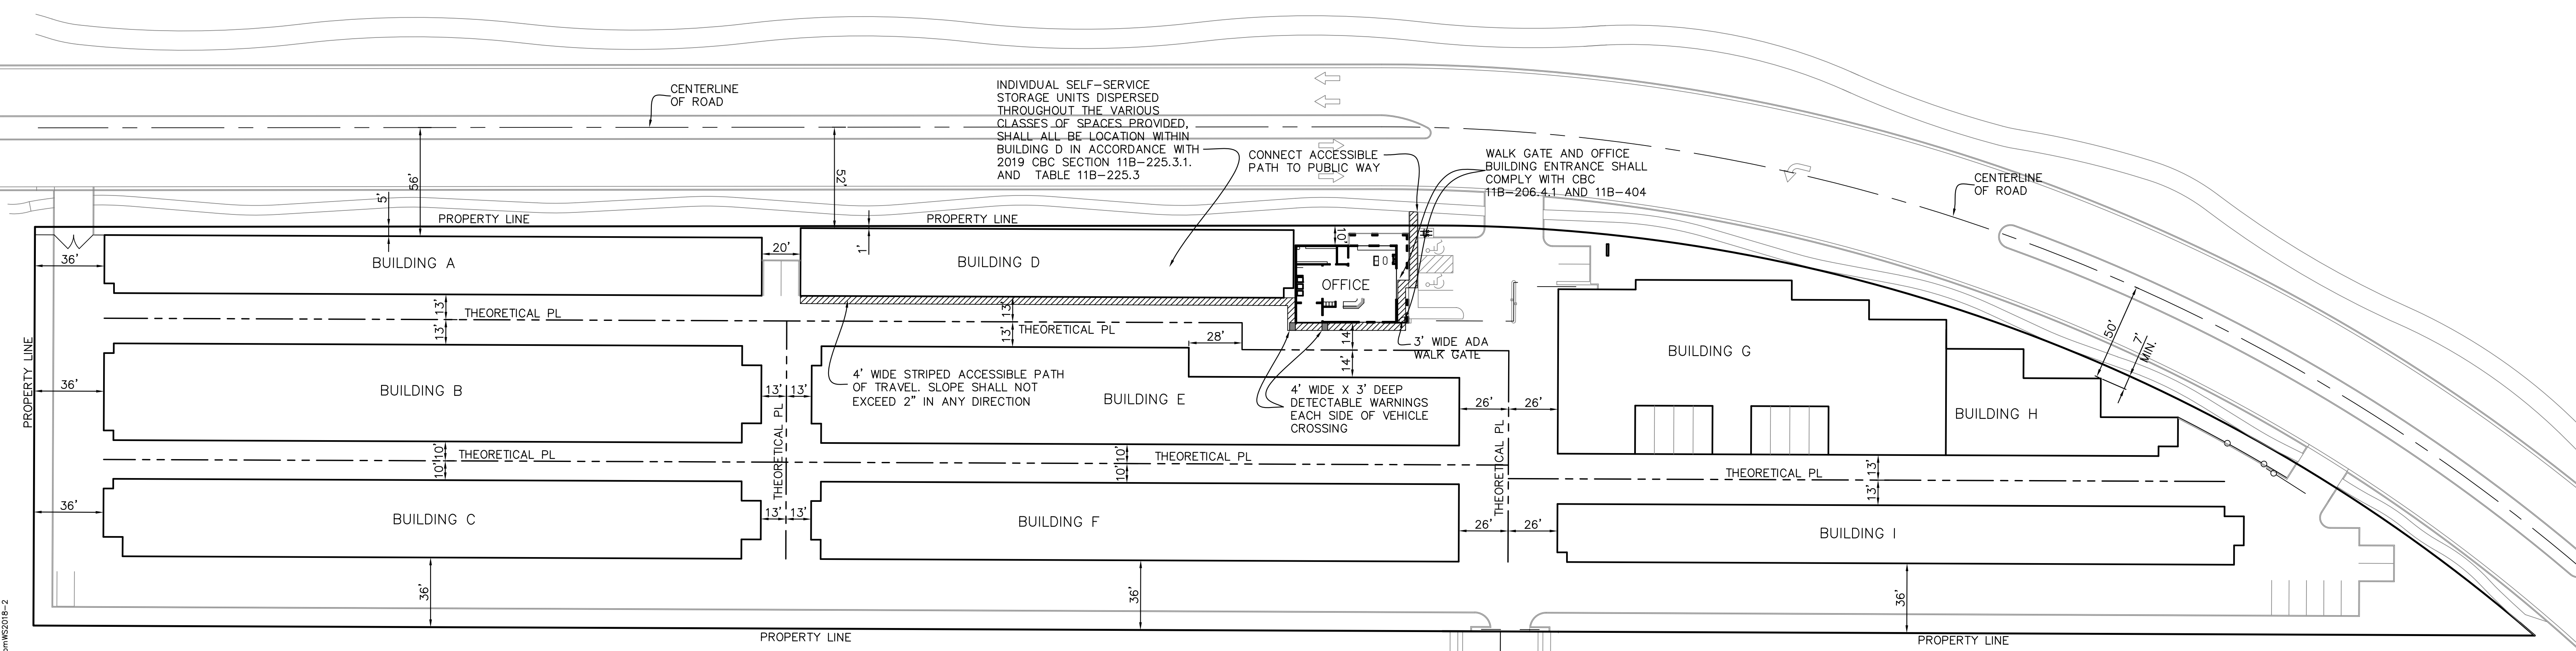 CENTERLINE
OF ROAD
INDIVIDUAL SELF-SERVICE
STORAGE UNITS DISPERSED
THROUGHOUT THE VARIOUS
CLASSES OF SPACES PROVIDED,
SHALL ALL BE LOCATION WITHIN
BUILDING D IN ACCORDANCE WITH
2019 CBC SECTION 11B-225.3.1.
AND TABLE 11B-225.3
CONNECT ACCESSIBLE
PATH TO PUBLIC WAY
WALK GATE AND OFFICE
BUILDING ENTRANCE SHALL
COMPLY WITH CBC
11B-206.4.1 AND 11B-404
CENTERLINE
OF ROAD
56'
52'
5'
1'
10'
PROPERTY LINE
PROPERTY LINE
36'
BUILDING A
20'
BUILDING D
OFFICE
13'
13'
THEORETICAL PL
13'
13'
THEORETICAL PL
28'
14'
14'
3' WIDE ADA
WALK GATE
BUILDING G
50'
7'
MIN.
PROPERTY LINE
36'
BUILDING B
13'
13'
THEORETICAL PL
4' WIDE STRIPED ACCESSIBLE PATH
OF TRAVEL. SLOPE SHALL NOT
EXCEED 2" IN ANY DIRECTION
BUILDING E
4' WIDE X 3' DEEP
DETECTABLE WARNINGS
EACH SIDE OF VEHICLE
CROSSING
26'
26'
THEORETICAL PL
BUILDING H
10'
10'
THEORETICAL PL
10'
10'
THEORETICAL PL
THEORETICAL PL
13'
13'
36'
BUILDING C
13'
13'
BUILDING F
26'
26'
BUILDING I
36'
36'
36'
PROPERTY LINE
PROPERTY LINE
omWS2018-2